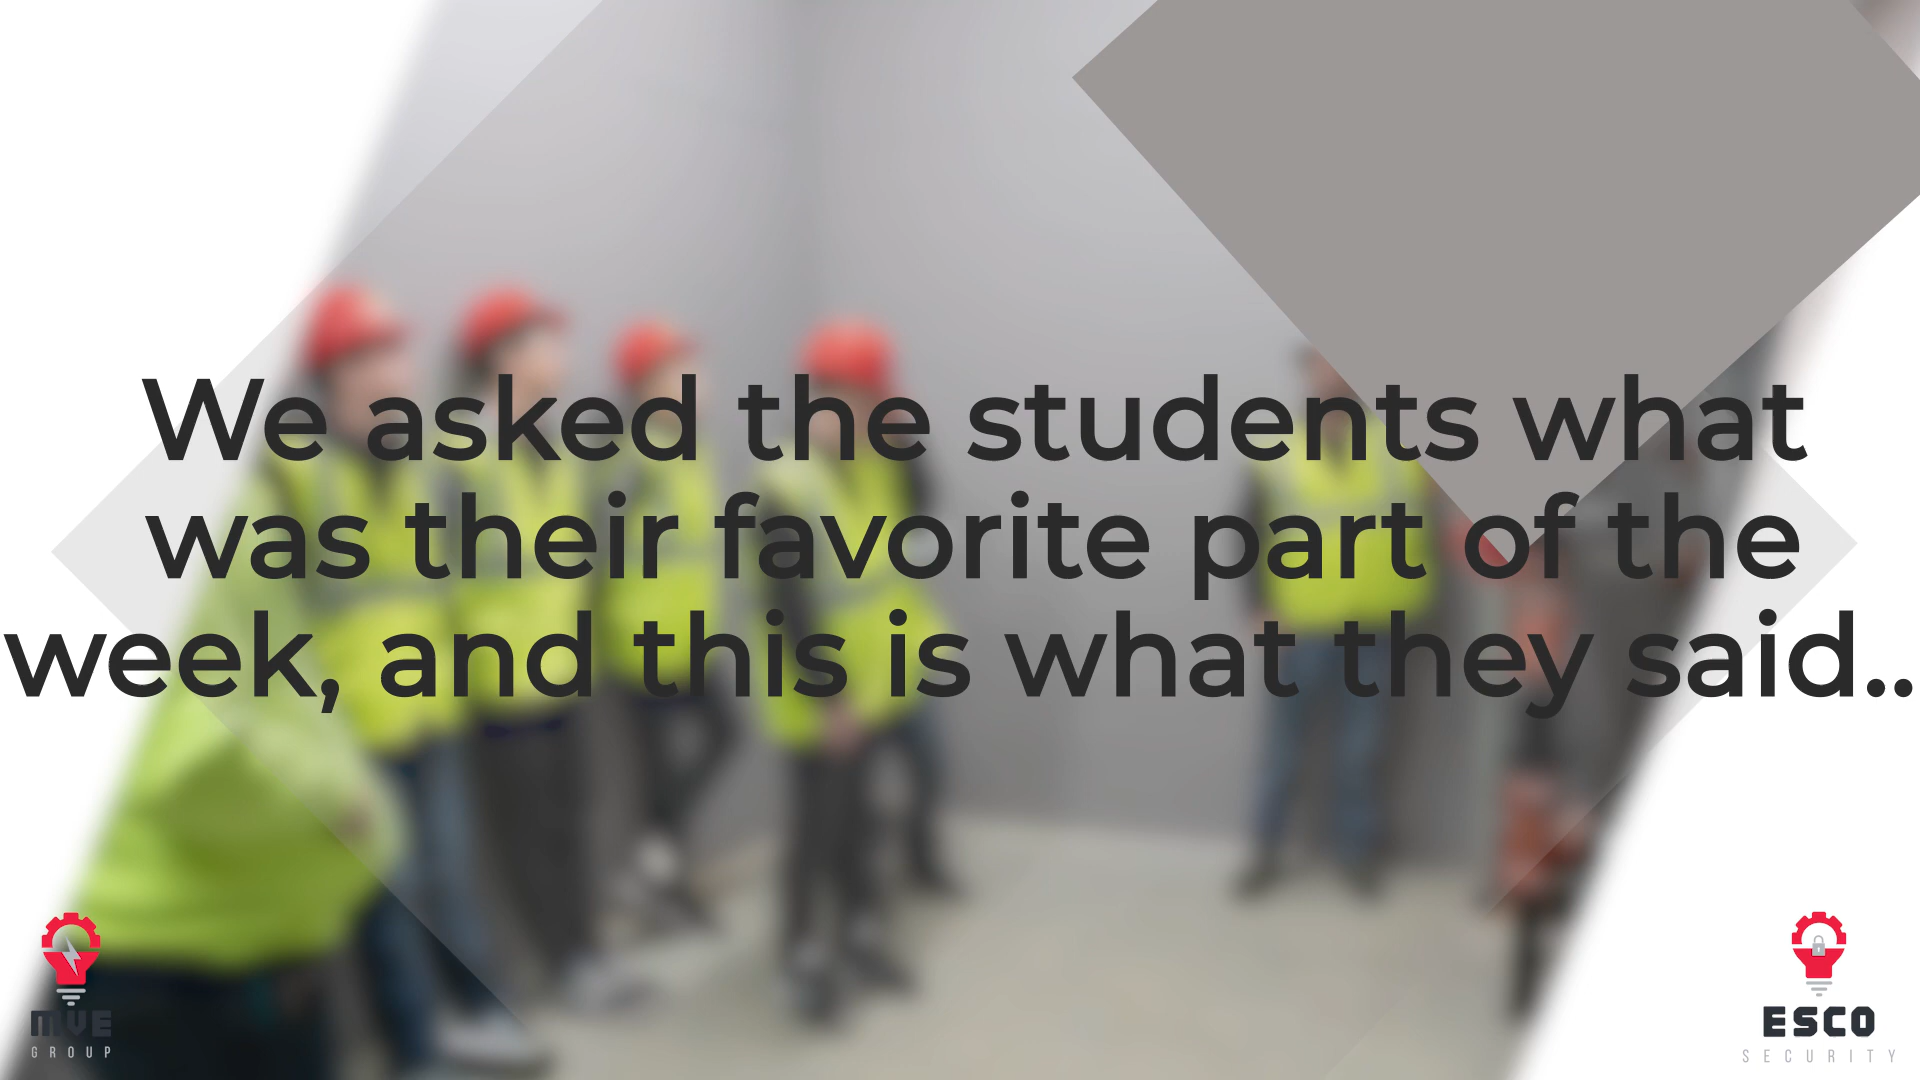 We asked the students what
was their favorite part of the
week, and this is what they said..
MVE
GROUP
ESCO
SECURITY